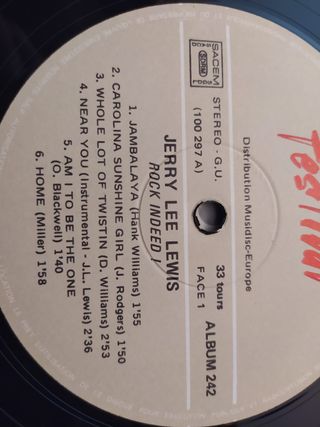 Festival
Distribution Musidisc-Europe
SACEM
SDRM
STEREO - G.U.
(100 297 A)
33 tours
FACE 1
ALBUM 242
JERRY LEE LEWIS
ROCK INDEED !
1. JAMBALAYA (Hank Williams) 1'55
2. CAROLINA SUNSHINE GIRL (J. Rodgers) 1'50
3. WHOLE LOT OF TWISTIN (D. Williams) 2'53
4. NEAR YOU (Instrumental - J.L. Lewis) 2'36
5. AM I TO BE THE ONE
(O. Blackwell) 1'40
6. HOME (Miller) 1'58